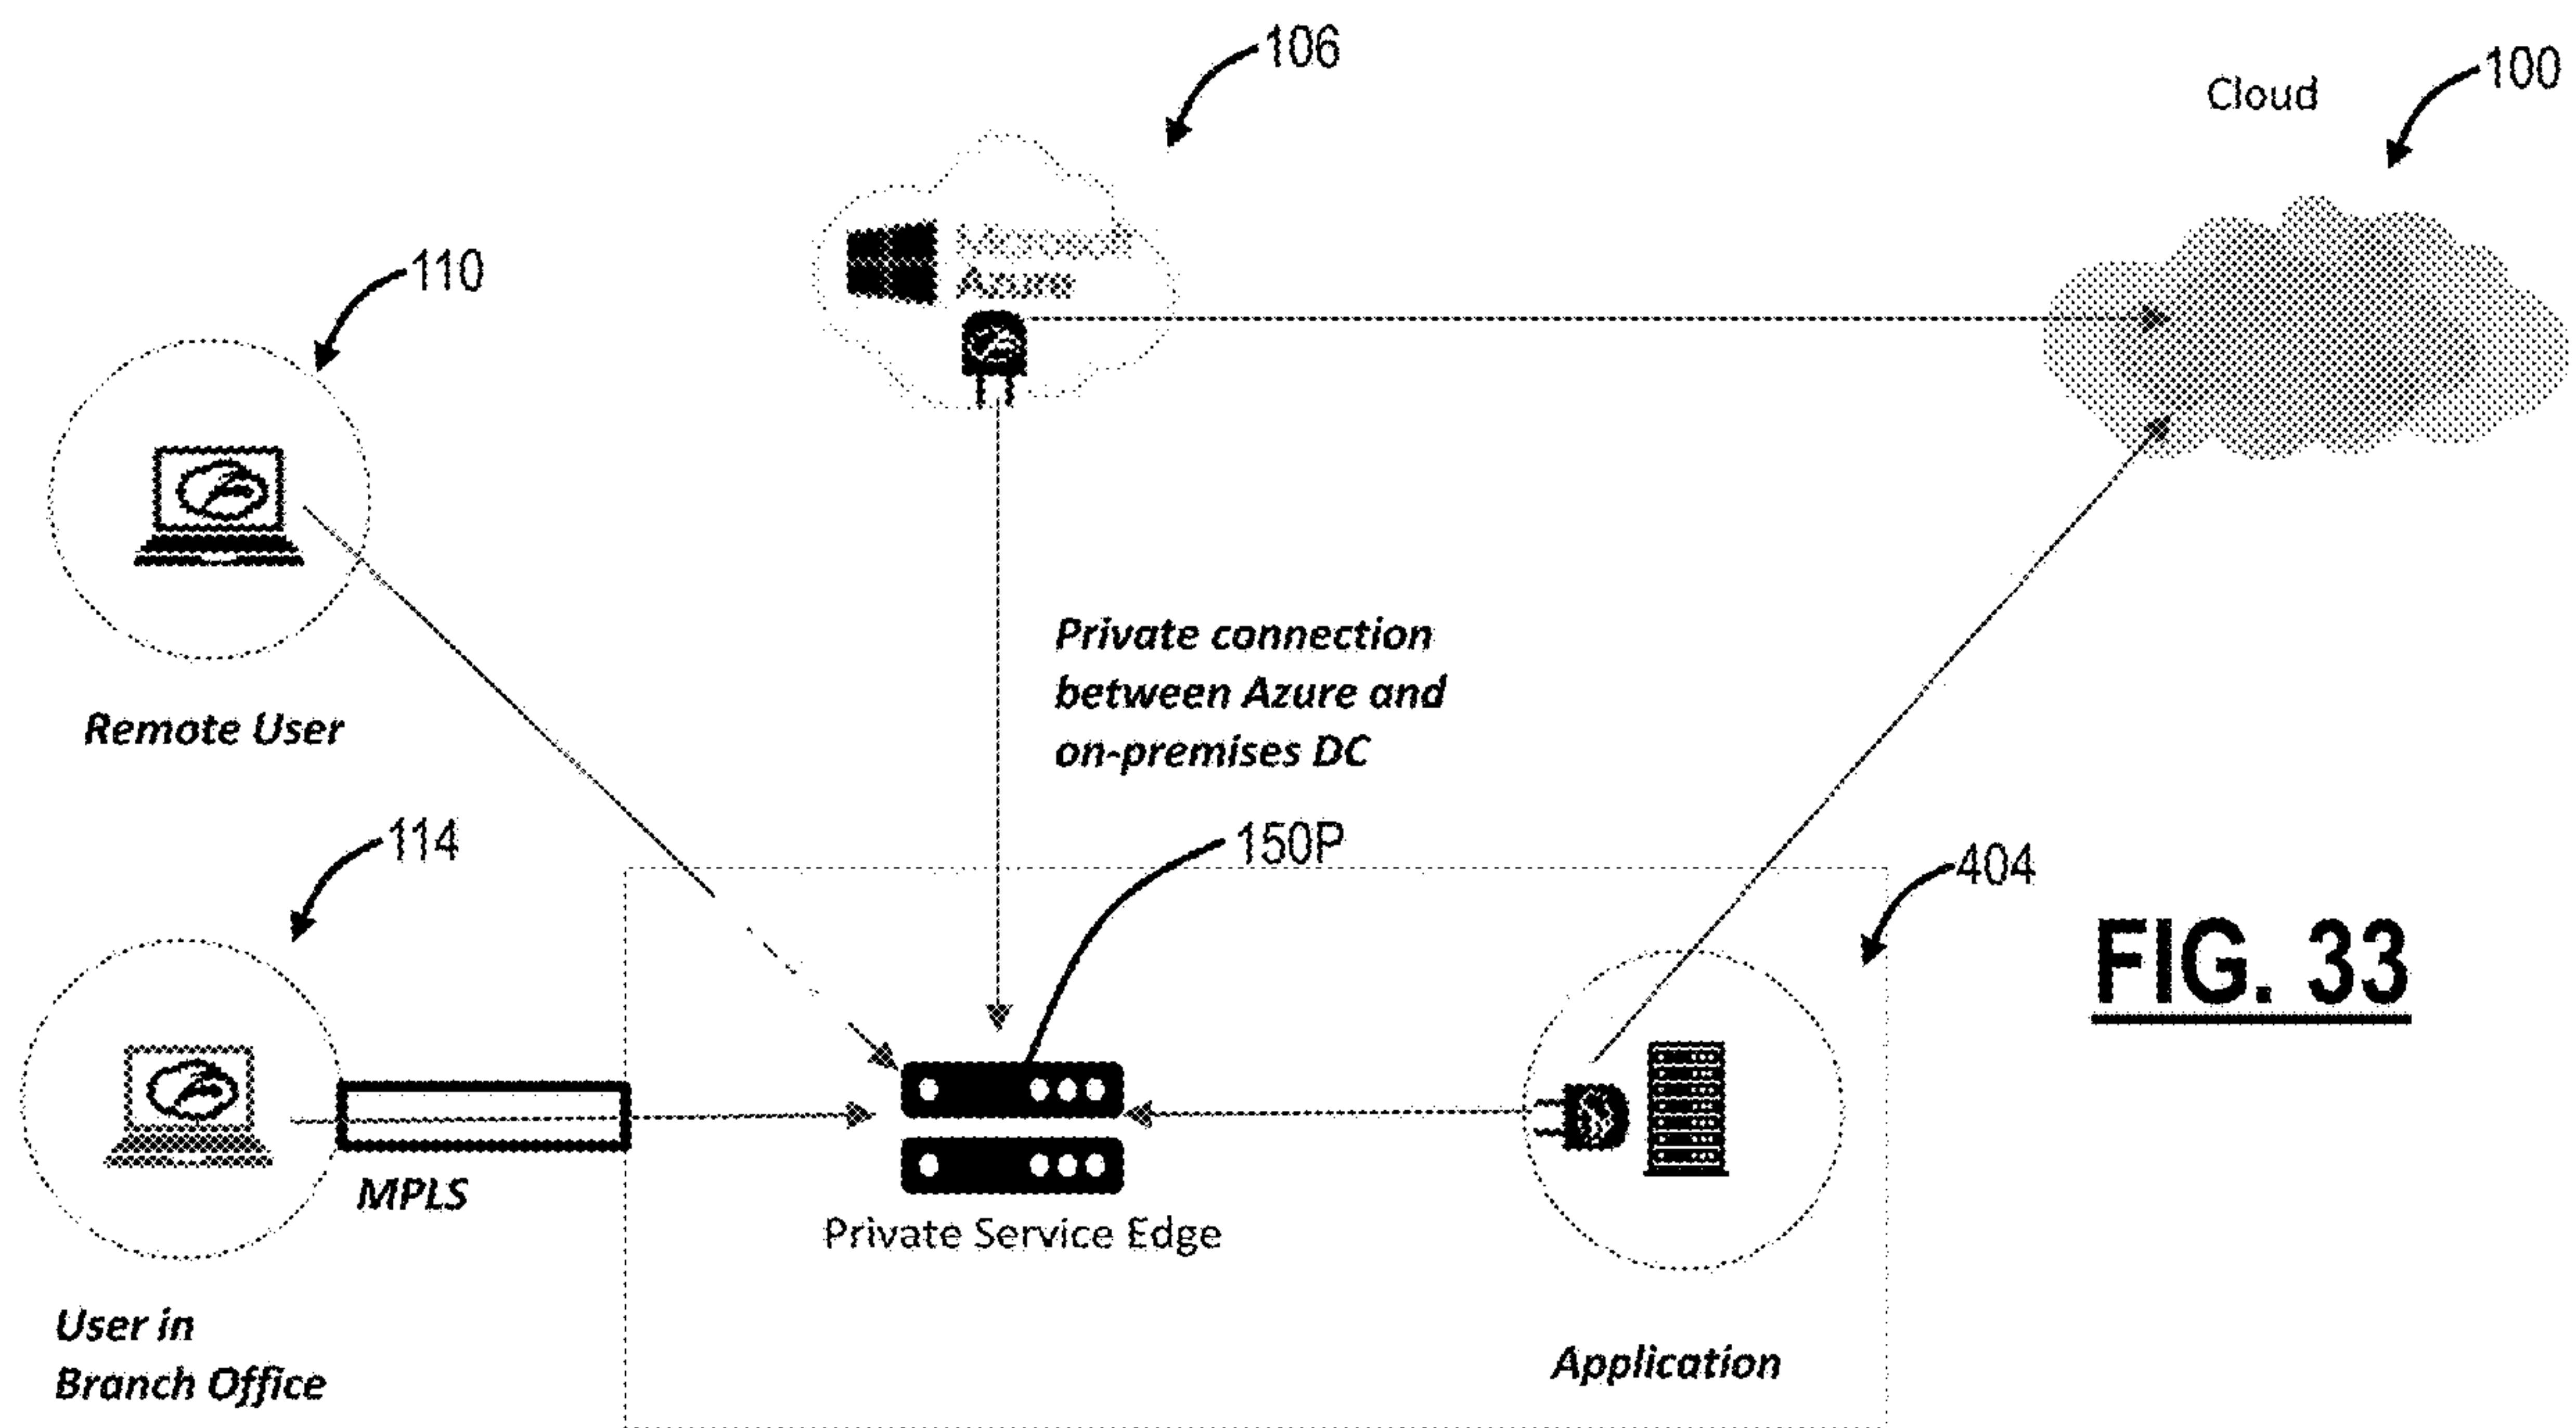 106
100
Cloud
Microsoft
Azure
110
Private connection
between Azure and
on-premises DC
Remote User
114
150P
404
FIG. 33
MPLS
Private Service Edge
User in
Branch Office
Application